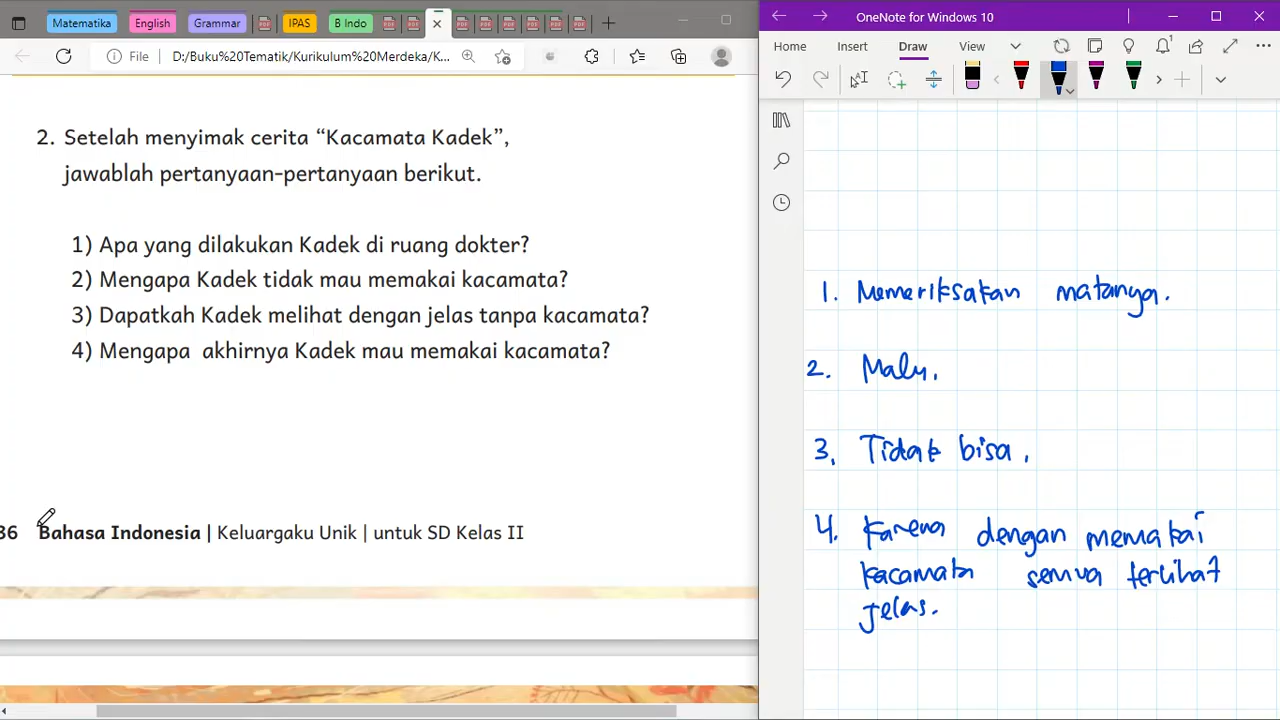 Matematika English Grammar IPAS B Indo
File D:/Buku%20Tematik/Kurikulum%20Merdeka/K...
2. Setelah menyimak cerita “Kacamata Kadek”,
jawablah pertanyaan-pertanyaan berikut.
1) Apa yang dilakukan Kadek di ruang dokter?
2) Mengapa Kadek tidak mau memakai kacamata?
3) Dapatkah Kadek melihat dengan jelas tanpa kacamata?
4) Mengapa akhirnya Kadek mau memakai kacamata?
36 Bahasa Indonesia | Keluargaku Unik | untuk SD Kelas II
OneNote for Windows 10
Home Insert Draw View
1. Memeriksakan matanya.
2. Malu.
3. Tidak bisa.
4. Karena dengan memakai
kacamata semua terlihat
jelas.